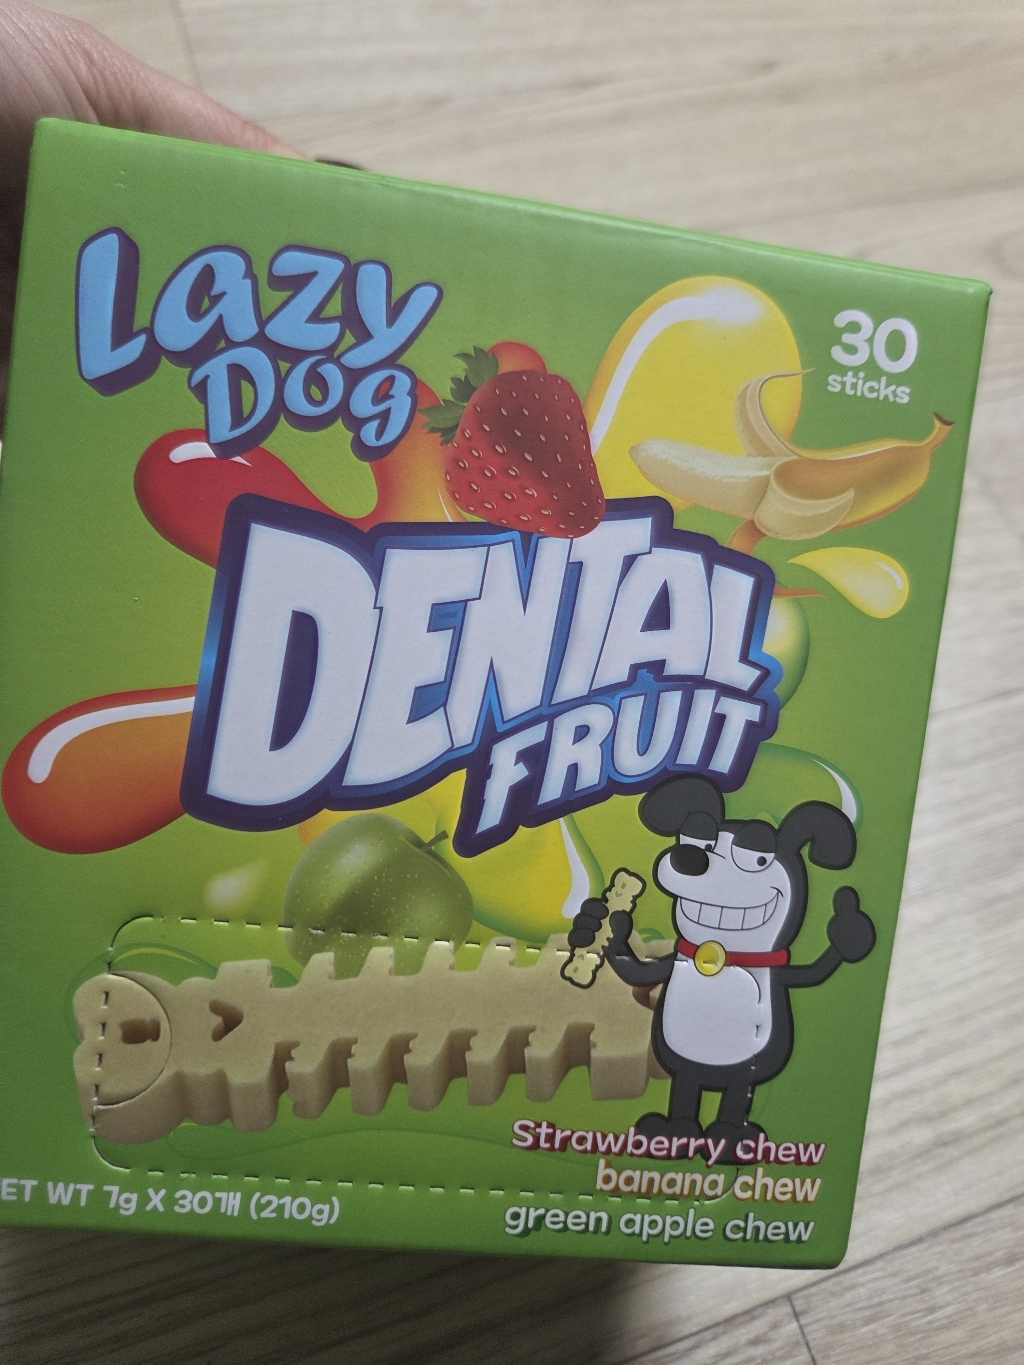 Lazy
Dog
30
sticks
DENTAL
FRUIT
Strawberry chew
banana chew
green apple chew
ET WT 7g X 30개 (210g)